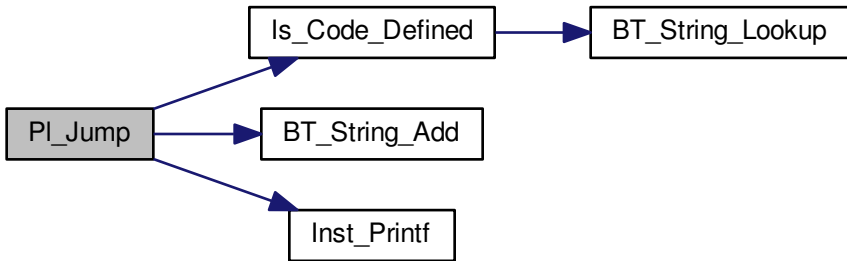 Is_Code_Defined
BT_String_Lookup
Pl_Jump
BT_String_Add
Inst_Printf